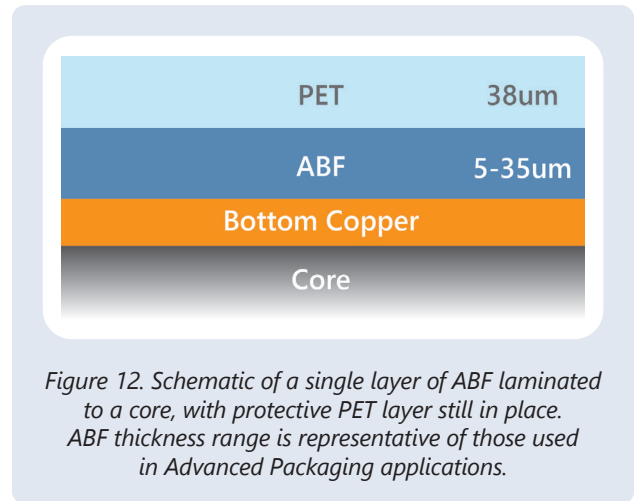 PET 38um
ABF 5-35um
Bottom Copper
Core
Figure 12. Schematic of a single layer of ABF laminated
to a core, with protective PET layer still in place.
ABF thickness range is representative of those used
in Advanced Packaging applications.